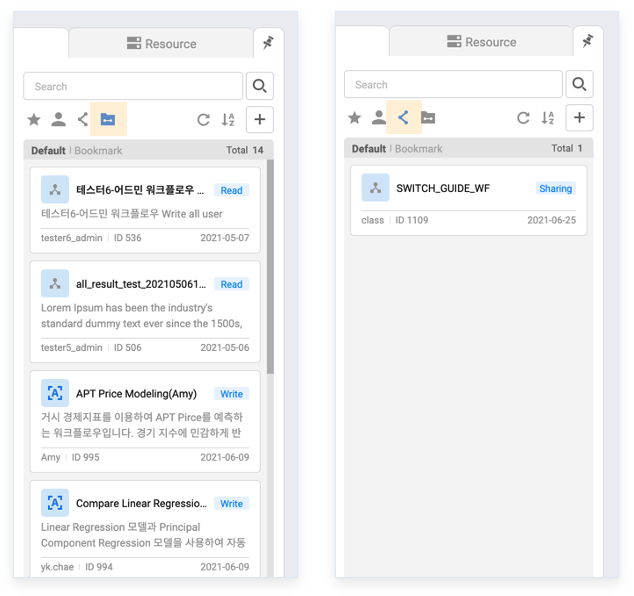 Resource
Search
Default | Bookmark Total 14
테스터6-어드민 워크플로우 ... Read
테스터6-어드민 워크플로우 Write all user
tester6_admin | ID 536 2021-05-07
all_result_test_202105061... Read
Lorem Ipsum has been the industry's
standard dummy text ever since the 1500s,
tester5_admin | ID 506 2021-05-06
APT Price Modeling(Amy) Write
거시 경제지표를 이용하여 APT Pirce를 예측하
는 워크플로우입니다. 경기 지수에 민감하게 반
Amy | ID 995 2021-06-09
Compare Linear Regressio... Write
Linear Regression 모델과 Principal
Component Regression 모델을 사용하여 자동
yk.chae | ID 994 2021-06-09
Resource
Search
Default | Bookmark Total 1
SWITCH_GUIDE_WF Sharing
class | ID 1109 2021-06-25